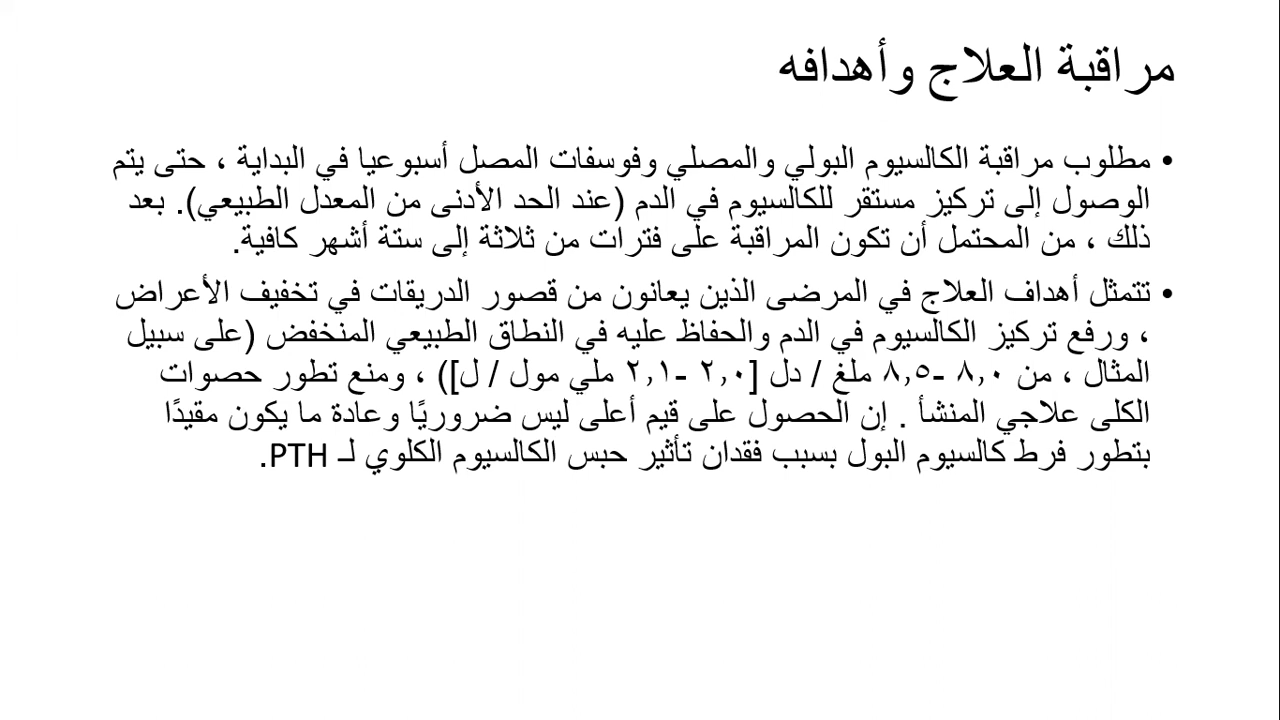 مراقبة العلاج وأهدافه
• مطلوب مراقبة الكالسيوم البولي والمصلي وفوسفات المصل أسبوعيا في البداية ، حتى يتم
الوصول إلى تركيز مستقر للكالسيوم في الدم (عند الحد الأدنى من المعدل الطبيعي). بعد
ذلك ، من المحتمل أن تكون المراقبة على فترات من ثلاثة إلى ستة أشهر كافية.
• تتمثل أهداف العلاج في المرضى الذين يعانون من قصور الدريقات في تخفيف الأعراض
، ورفع تركيز الكالسيوم في الدم والحفاظ عليه في النطاق الطبيعي المنخفض (على سبيل
المثال ، من ٨,٠ -٨,٥ ملغ / دل [٢,٠ -٢,١ ملي مول / ل]) ، ومنع تطور حصوات
الكلى علاجي المنشأ . إن الحصول على قيم أعلى ليس ضروريًا وعادة ما يكون مقيدًا
بتطور فرط كالسيوم البول بسبب فقدان تأثير حبس الكالسيوم الكلوي لـ PTH.